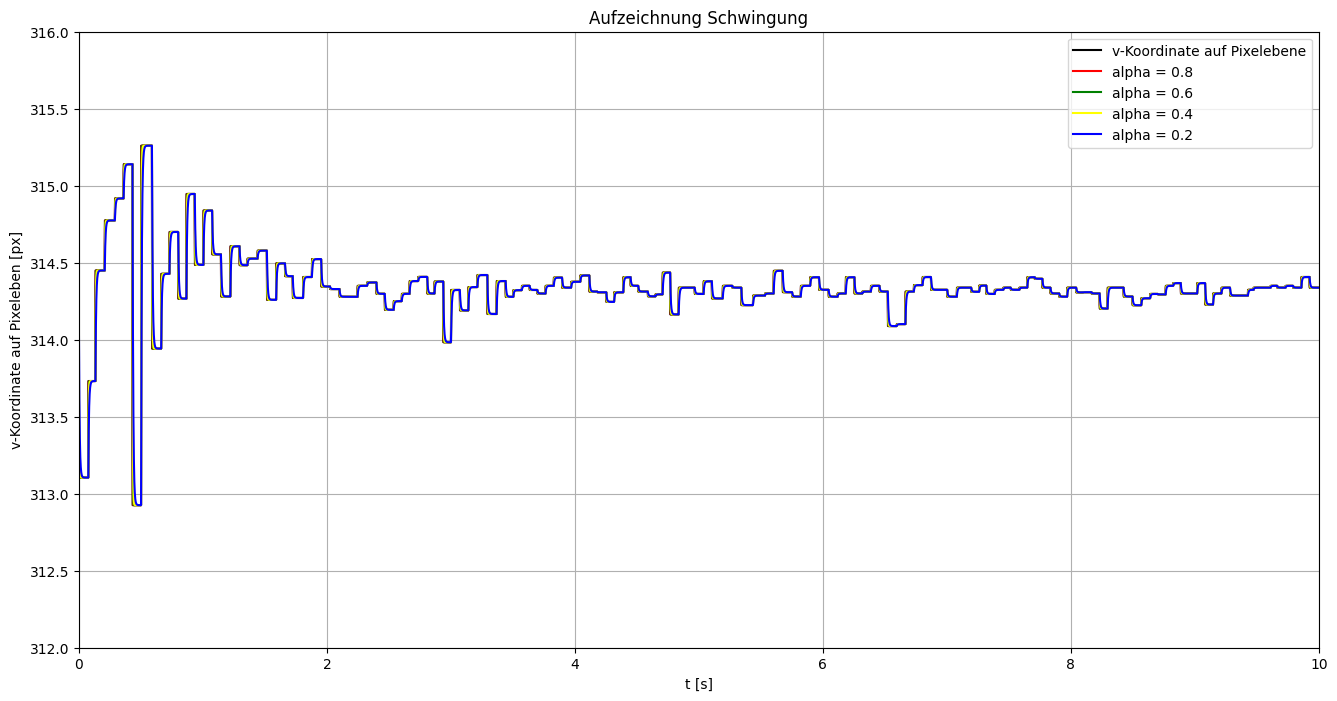 Aufzeichnung Schwingung
316.0
315.5
315.0
314.5
314.0
313.5
313.0
312.5
312.0
v-Koordinate auf Pixeleben [px]
v-Koordinate auf Pixelebene
alpha = 0.8
alpha = 0.6
alpha = 0.4
alpha = 0.2
0 2 4 6 8 10
t [s]